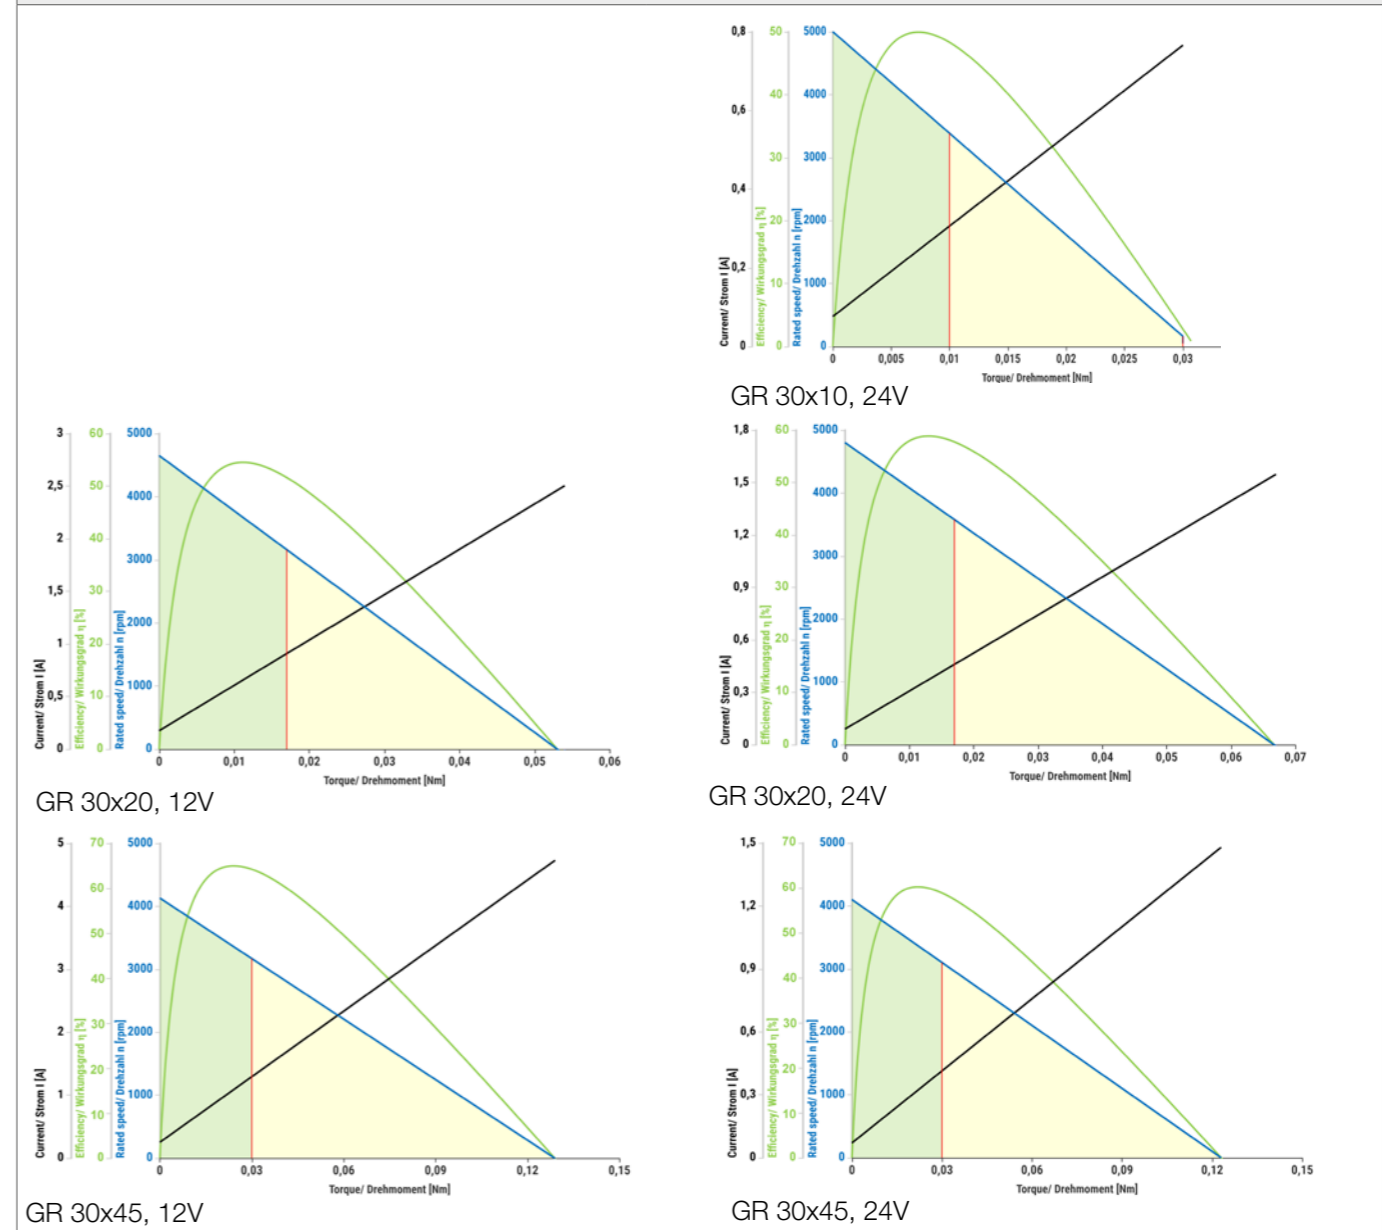 0,8 50 5000
40 4000
0,6
30 3000
0,4
20 2000
0,2
10 1000
0 0 0
Current/ Strom I [A]
Efficiency/ Wirkungsgrad η [%]
Rated speed/ Drehzahl n [rpm]
0 0,005 0,01 0,015 0,02 0,025 0,03
Torque/ Drehmoment [Nm]
GR 30x10, 24V
3 60 5000
2,5 50
4000
2 40
3000
1,5 30
2000
1 20
1000
0,5 10
0 0 0
Current/ Strom I [A]
Efficiency/ Wirkungsgrad η [%]
Rated speed/ Drehzahl n [rpm]
0 0,01 0,02 0,03 0,04 0,05 0,06
Torque/ Drehmoment [Nm]
GR 30x20, 12V
1,8 60 5000
1,5 50
4000
1,2 40
3000
0,9 30
2000
0,6 20
1000
0,3 10
0 0 0
Current/ Strom I [A]
Efficiency/ Wirkungsgrad η [%]
Rated speed/ Drehzahl n [rpm]
0 0,01 0,02 0,03 0,04 0,05 0,06 0,07
Torque/ Drehmoment [Nm]
GR 30x20, 24V
5 70 5000
60
4 4000
50
3 40 3000
30
2 2000
20
1 1000
10
0 0 0
Current/ Strom I [A]
Efficiency/ Wirkungsgrad η [%]
Rated speed/ Drehzahl n [rpm]
0 0,03 0,06 0,09 0,12 0,15
Torque/ Drehmoment [Nm]
GR 30x45, 12V
1,5 70 5000
60
1,2 4000
50
0,9 40 3000
30
0,6 2000
20
0,3 1000
10
0 0 0
Current/ Strom I [A]
Efficiency/ Wirkungsgrad η [%]
Rated speed/ Drehzahl n [rpm]
0 0,03 0,06 0,09 0,12 0,15
Torque/ Drehmoment [Nm]
GR 30x45, 24V